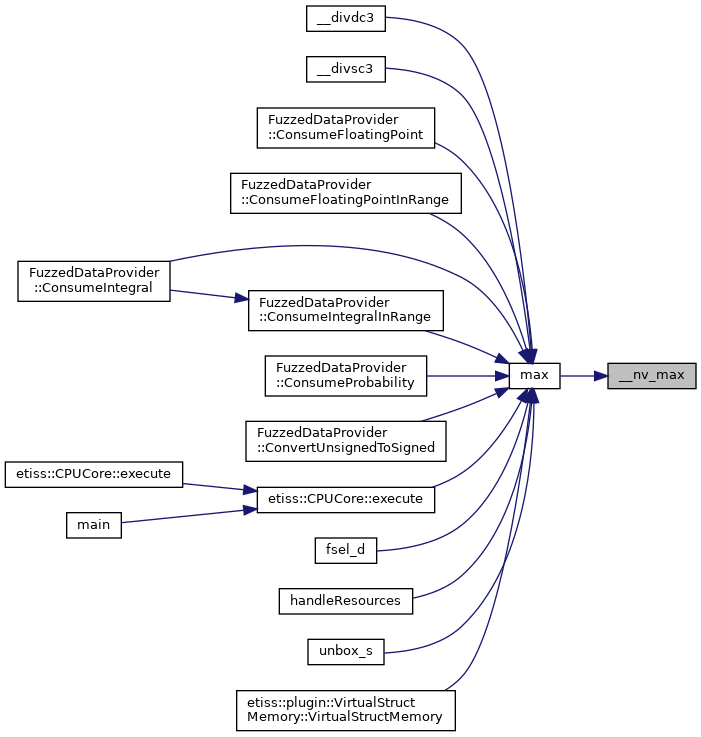 __divdc3
__divsc3
FuzzedDataProvider
::ConsumeFloatingPoint
FuzzedDataProvider
::ConsumeFloatingPointInRange
FuzzedDataProvider
::ConsumeIntegral
FuzzedDataProvider
::ConsumeIntegralInRange
FuzzedDataProvider
::ConsumeProbability
max
__nv_max
FuzzedDataProvider
::ConvertUnsignedToSigned
etiss::CPUCore::execute
etiss::CPUCore::execute
main
fsel_d
handleResources
unbox_s
etiss::plugin::VirtualStruct
Memory::VirtualStructMemory